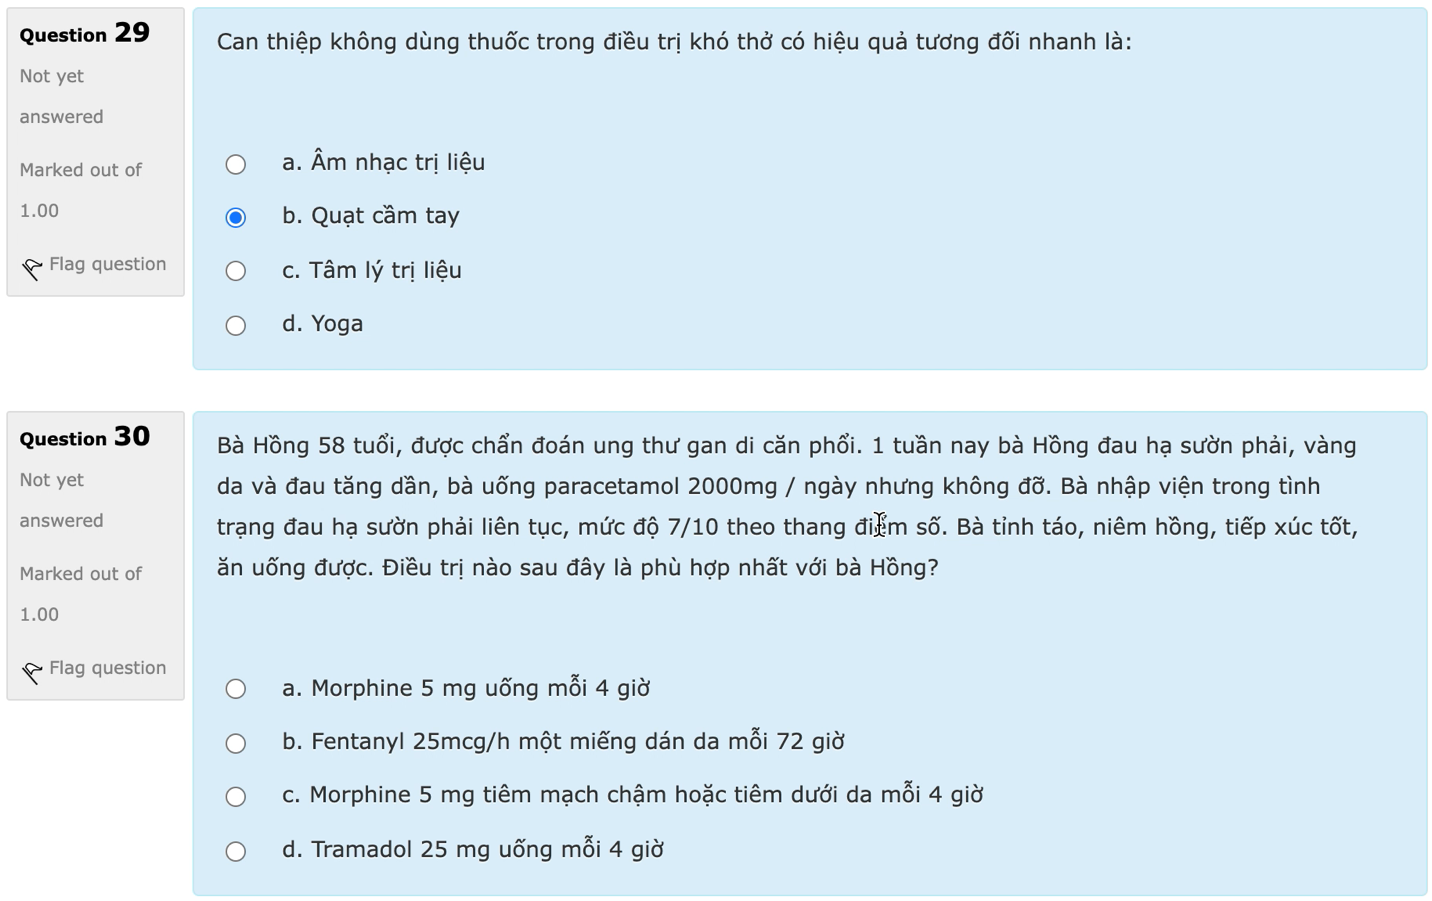 Question 29
Not yet
answered
Marked out of
1.00
Flag question
Can thiệp không dùng thuốc trong điều trị khó thở có hiệu quả tương đối nhanh là:
a. Âm nhạc trị liệu
b. Quạt cầm tay
c. Tâm lý trị liệu
d. Yoga
Question 30
Not yet
answered
Marked out of
1.00
Flag question
Bà Hồng 58 tuổi, được chẩn đoán ung thư gan di căn phổi. 1 tuần nay bà Hồng đau hạ sườn phải, vàng
da và đau tăng dần, bà uống paracetamol 2000mg / ngày nhưng không đỡ. Bà nhập viện trong tình
trạng đau hạ sườn phải liên tục, mức độ 7/10 theo thang điểm số. Bà tỉnh táo, niêm hồng, tiếp xúc tốt,
ăn uống được. Điều trị nào sau đây là phù hợp nhất với bà Hồng?
a. Morphine 5 mg uống mỗi 4 giờ
b. Fentanyl 25mcg/h một miếng dán da mỗi 72 giờ
c. Morphine 5 mg tiêm mạch chậm hoặc tiêm dưới da mỗi 4 giờ
d. Tramadol 25 mg uống mỗi 4 giờ